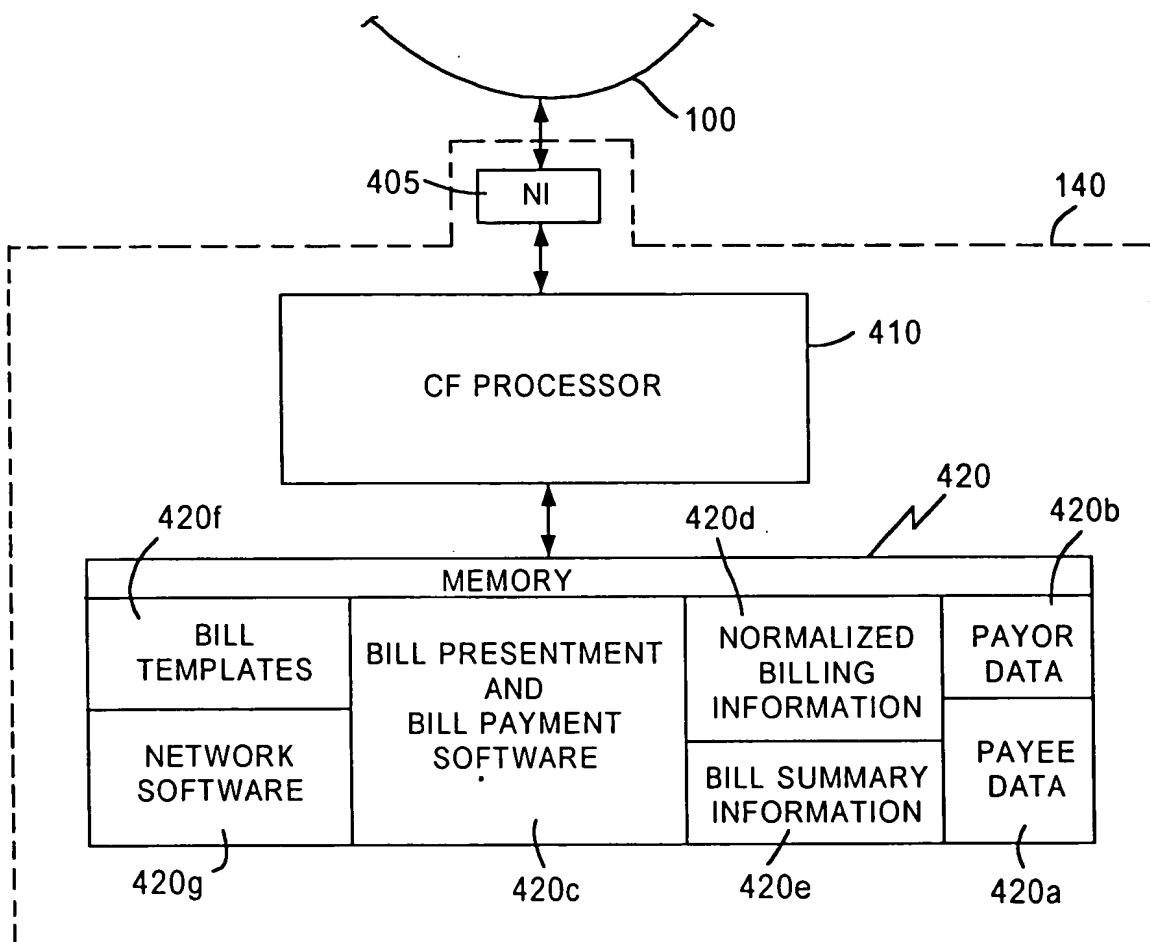 100
405
NI
140
410
CF PROCESSOR
420f
420d
420
420b
MEMORY
BILL
TEMPLATES
BILL PRESENTMENT
AND
BILL PAYMENT
SOFTWARE
NORMALIZED
BILLING
INFORMATION
PAYOR
DATA
NETWORK
SOFTWARE
BILL SUMMARY
INFORMATION
PAYEE
DATA
420g
420c
420e
420a